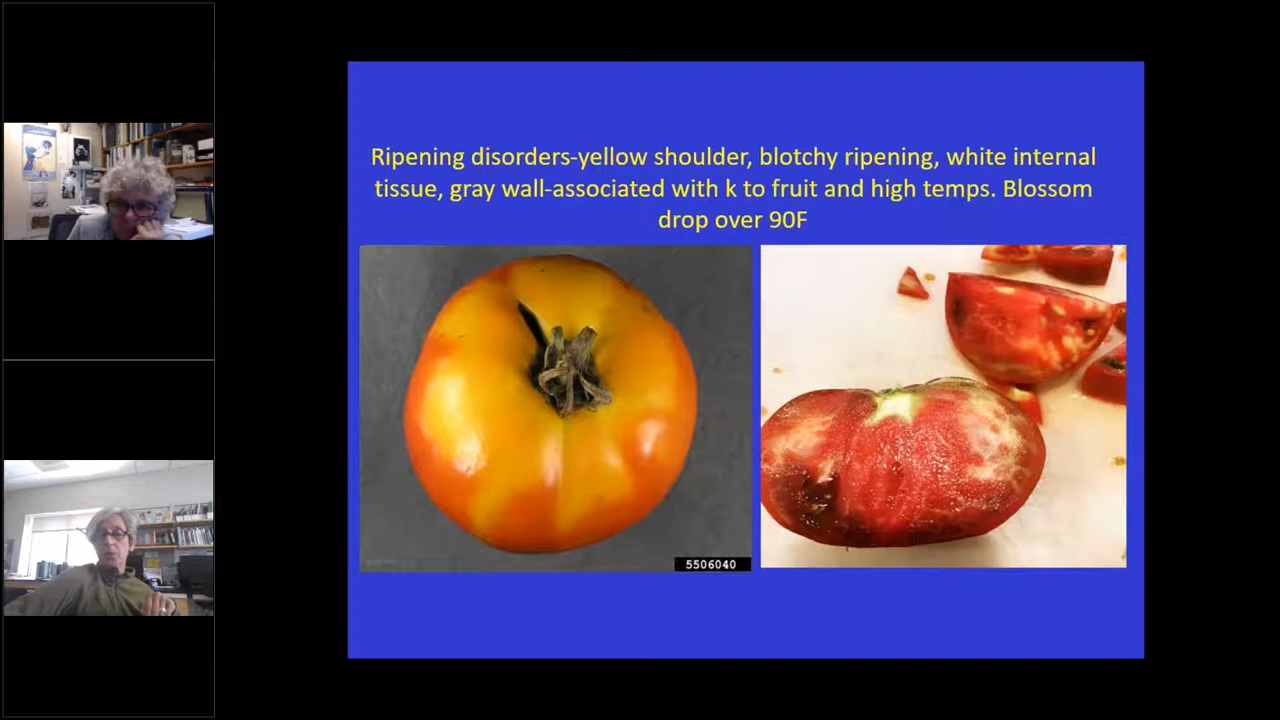 Ripening disorders-yellow shoulder, blotchy ripening, white internal
tissue, gray wall-associated with k to fruit and high temps. Blossom
drop over 90F
5506040